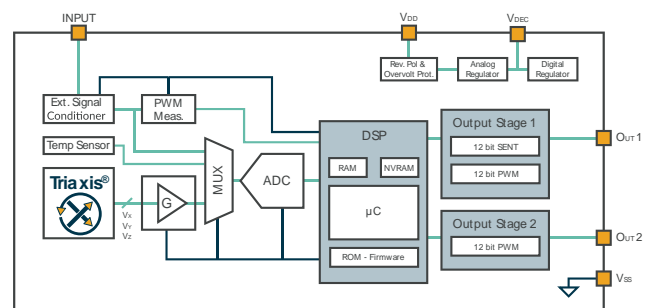 INPUT
VDD
VDEC
Rev. Pol &
Overvolt Prot.
Analog
Regulator
Digital
Regulator
Ext. Signal
Conditioner
PWM
Meas.
Temp Sensor
Triaxis®
VX
VY
VZ
G
MUX
ADC
DSP
RAM
NVRAM
µC
ROM - Firmware
Output Stage 1
12 bit SENT
12 bit PWM
Output Stage 2
12 bit PWM
OUT1
OUT2
VSS